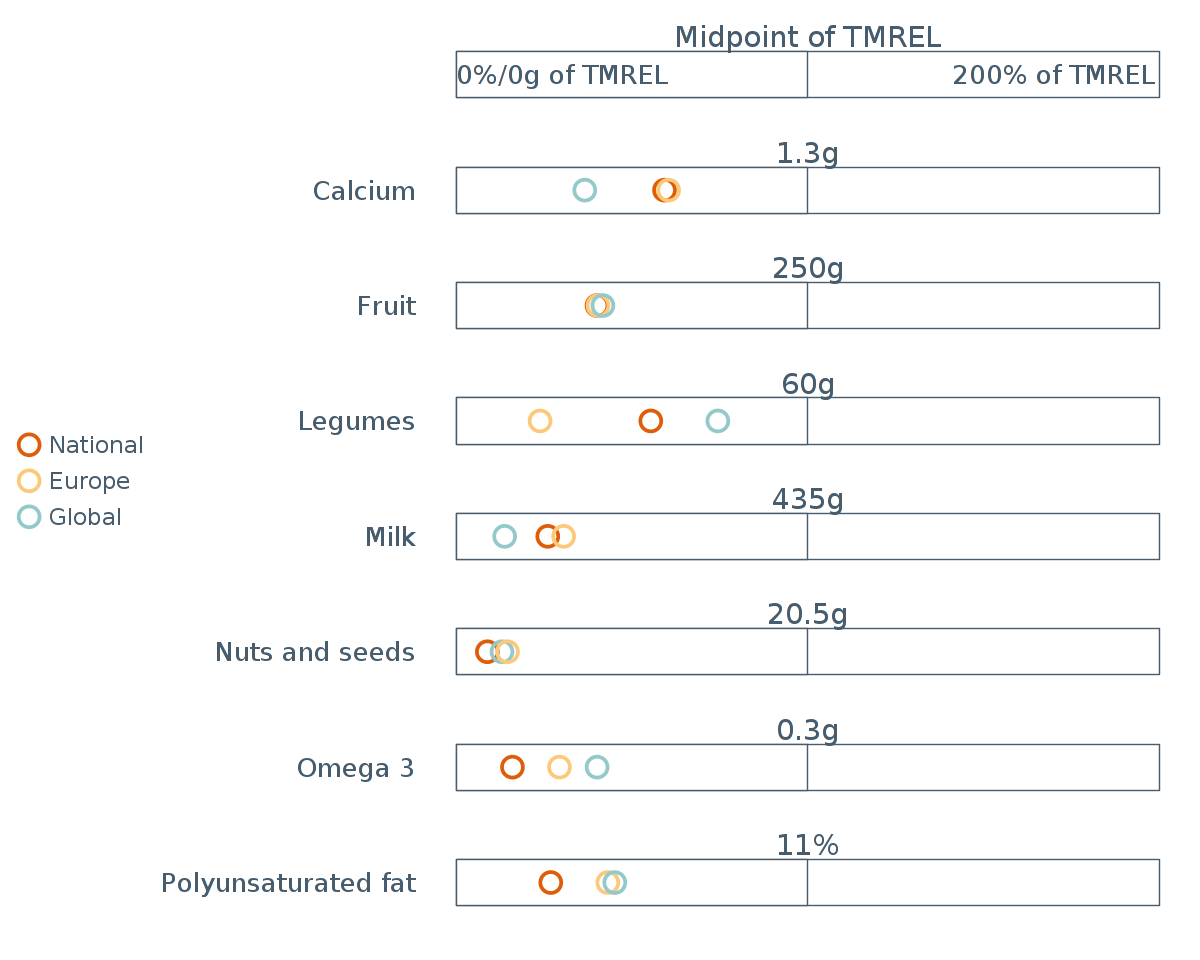 Midpoint of TMREL
0%/0g of TMREL
200% of TMREL
1.3g
Calcium
250g
Fruit
60g
Legumes
National
Europe
Global
435g
Milk
20.5g
Nuts and seeds
0.3g
Omega 3
11%
Polyunsaturated fat